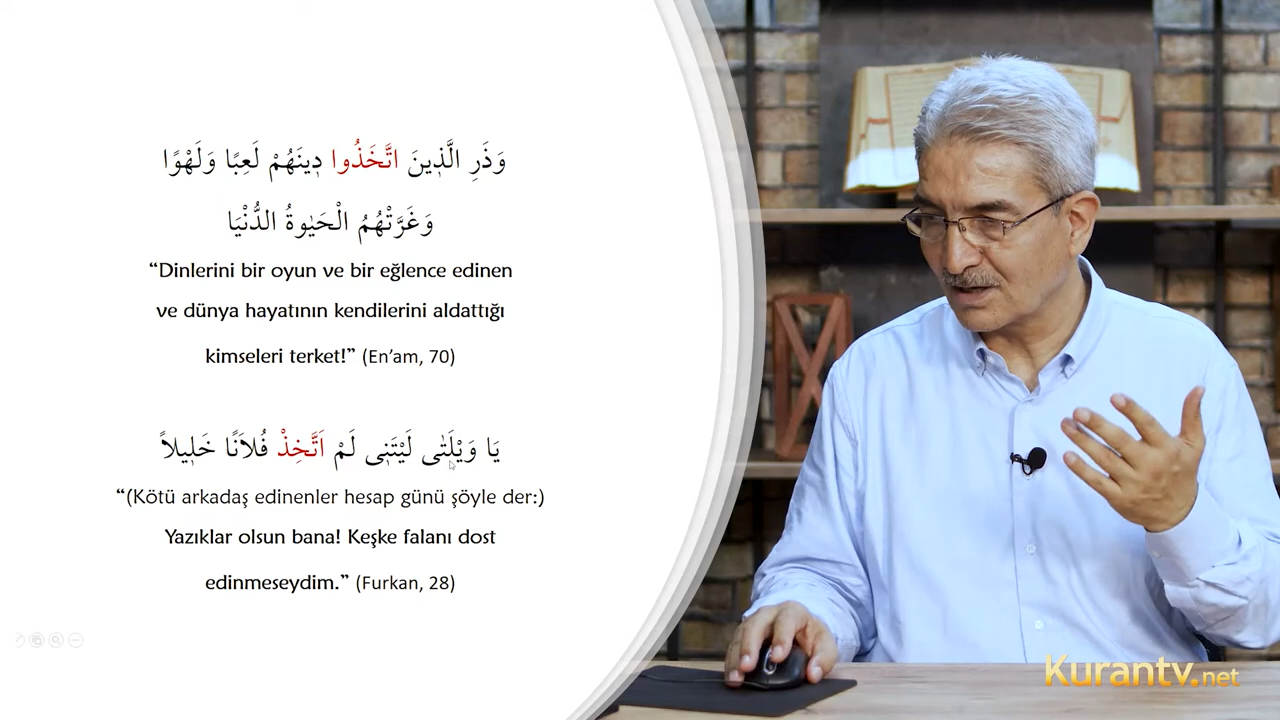 وَذَرِ الَّذ۪ينَ اتَّخَذُوا د۪ينَهُمْ لَعِبًا وَلَهْوًا
وَغَرَّتْهُمُ الْحَيٰوةُ الدُّنْيَا
“Dinlerini bir oyun ve bir eğlence edinen
ve dünya hayatının kendilerini aldattığı
kimseleri terket!” (En’am, 70)
يَا وَيْلَتٰى لَيْتَن۪ى لَمْ اَتَّخِذْ فُلاَنًا خَل۪يلاً
“(Kötü arkadaş edinenler hesap günü şöyle der:)
Yazıklar olsun bana! Keşke falanı dost
edinmeseydim.” (Furkan, 28)
Kurantv.net